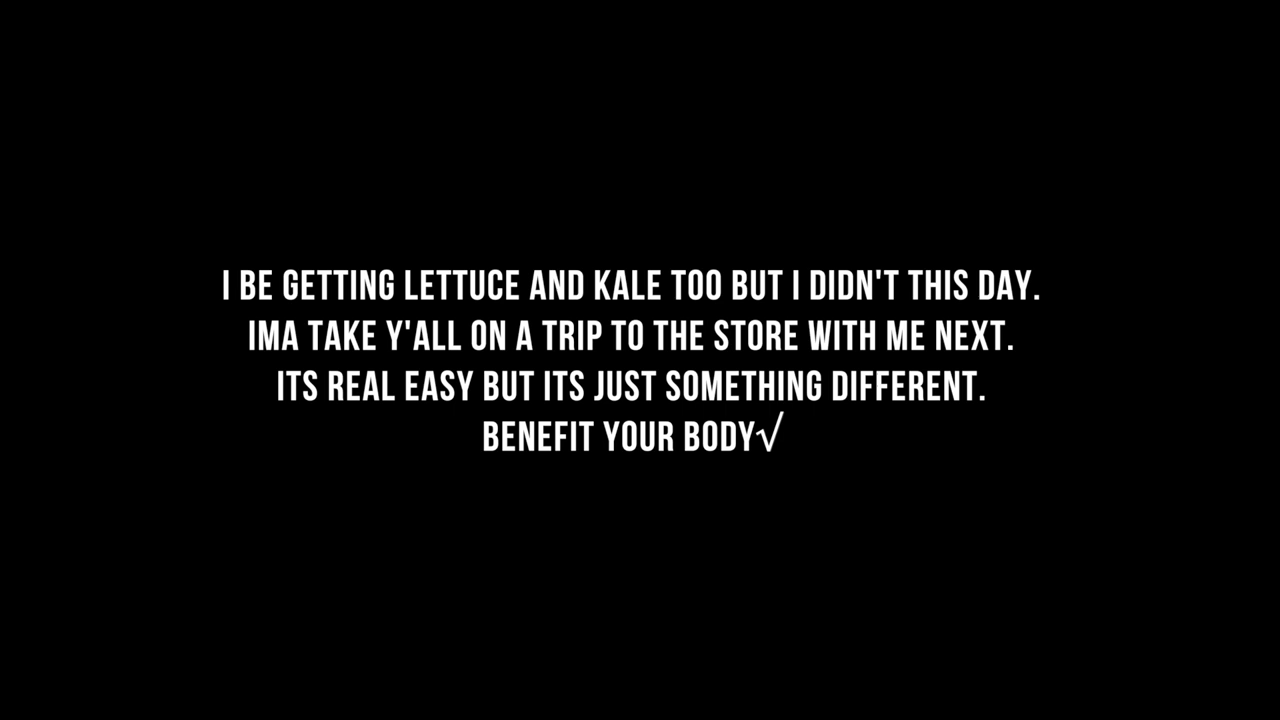 I BE GETTING LETTUCE AND KALE TOO BUT I DIDN'T THIS DAY.
IMA TAKE Y'ALL ON A TRIP TO THE STORE WITH ME NEXT.
ITS REAL EASY BUT ITS JUST SOMETHING DIFFERENT.
BENEFIT YOUR BODY√